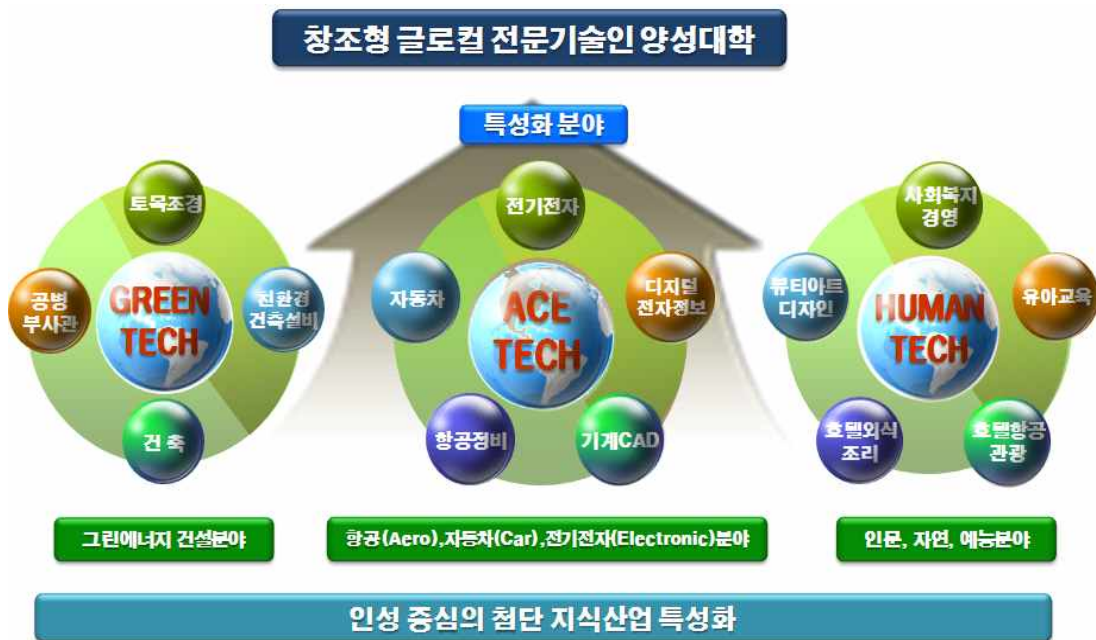 창조형 글로컬 전문기술인 양성대학
특성화 분야
토목조경
공병
부사관
GREEN
TECH
친환경
건축설비
건 축
전기전자
자동차
ACE
TECH
디지털
전자정보
항공정비
기계CAD
사회복지
경영
뷰티아트
디자인
HUMAN
TECH
유아교육
호텔외식
조리
호텔항공
관광
그린에너지 건설분야
항공(Aero),자동차(Car),전기전자(Electronic)분야
인문, 자연, 예능분야
인성 중심의 첨단 지식산업 특성화